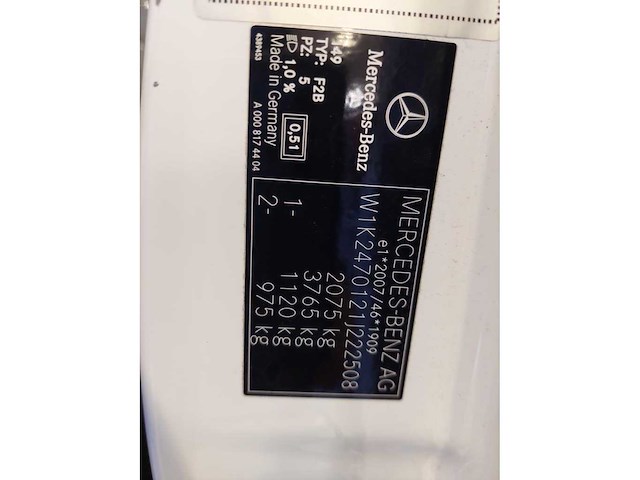 Mercedes-Benz
149
TYP: F2B
PZ: 5
1,0 %
0,51
Made in Germany
A 000 817 44 04
4389453
MERCEDES-BENZ AG
e1*2007/46*1909
W1K2470121J222508
2075 kg
3765 kg
1- 1120 kg
2- 975 kg